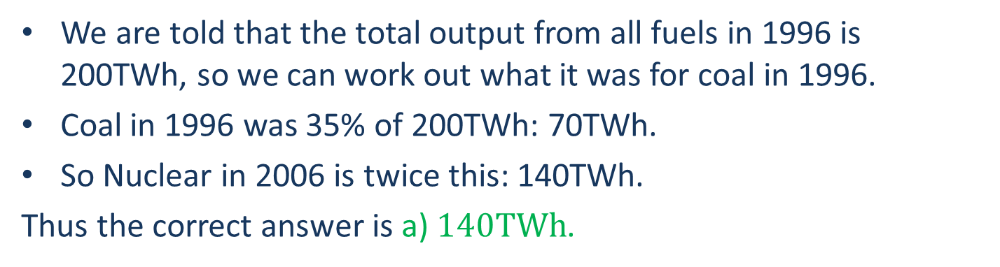 • We are told that the total output from all fuels in 1996 is
200TWh, so we can work out what it was for coal in 1996.
• Coal in 1996 was 35% of 200TWh: 70TWh.
• So Nuclear in 2006 is twice this: 140TWh.
Thus the correct answer is a) 140TWh.